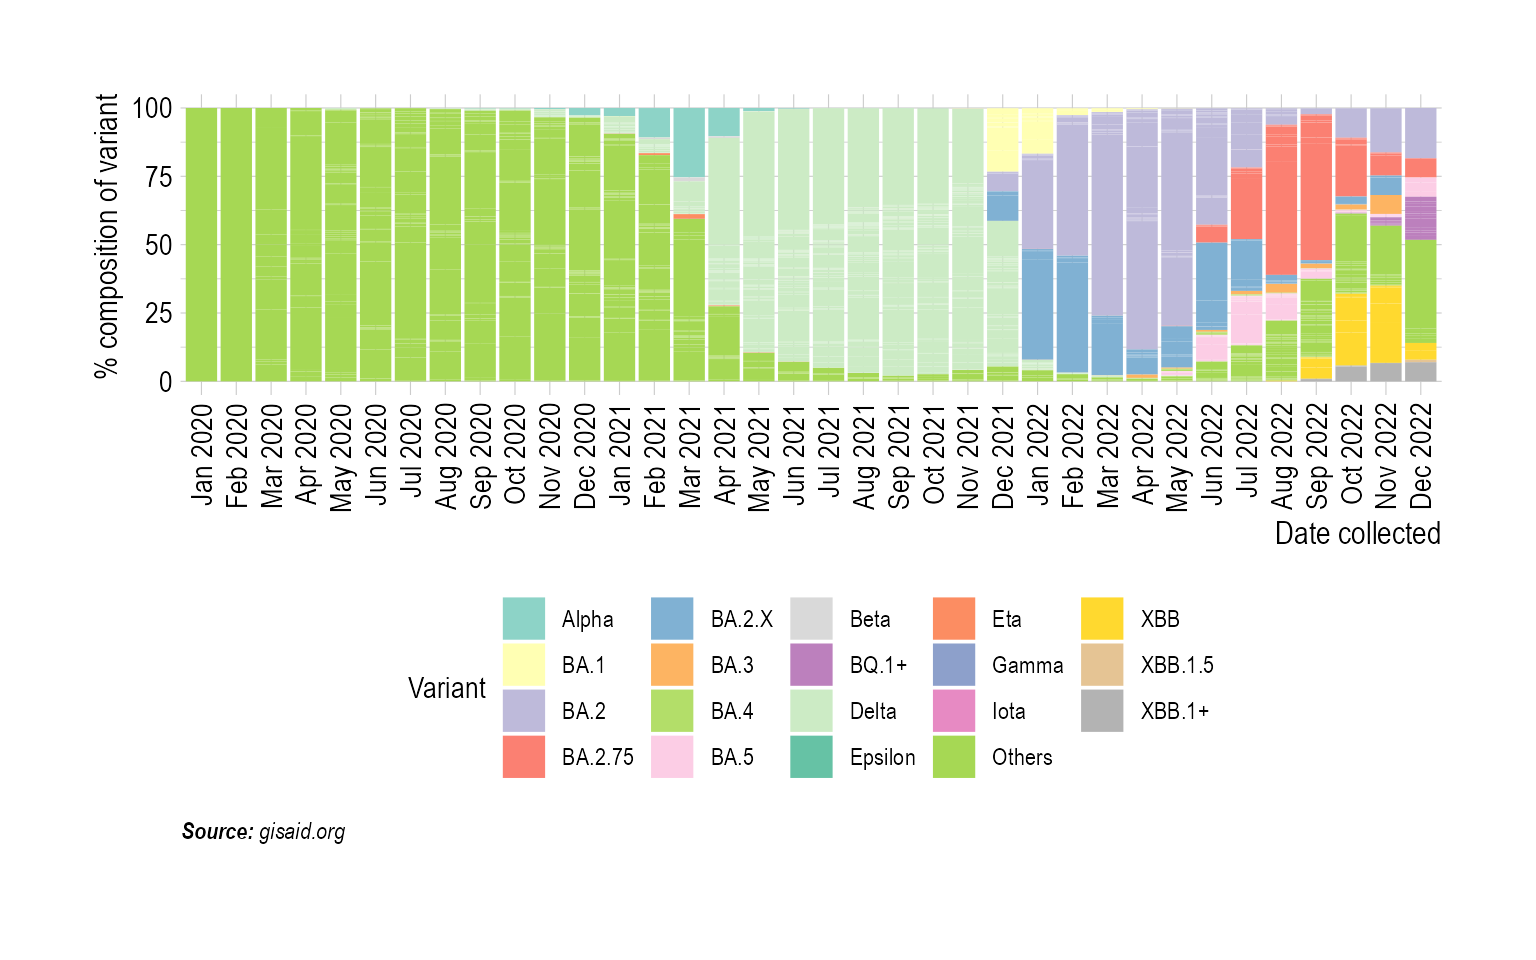 % composition of variant
100
75
50
25
0
Jan 2020
Feb 2020
Mar 2020
Apr 2020
May 2020
Jun 2020
Jul 2020
Aug 2020
Sep 2020
Oct 2020
Nov 2020
Dec 2020
Jan 2021
Feb 2021
Mar 2021
Apr 2021
May 2021
Jun 2021
Jul 2021
Aug 2021
Sep 2021
Oct 2021
Nov 2021
Dec 2021
Jan 2022
Feb 2022
Mar 2022
Apr 2022
May 2022
Jun 2022
Jul 2022
Aug 2022
Sep 2022
Oct 2022
Nov 2022
Dec 2022
Date collected
Variant
Alpha
BA.1
BA.2
BA.2.75
BA.2.X
BA.3
BA.4
BA.5
Beta
BQ.1+
Delta
Epsilon
Eta
Gamma
Iota
Others
XBB
XBB.1.5
XBB.1+
Source: gisaid.org